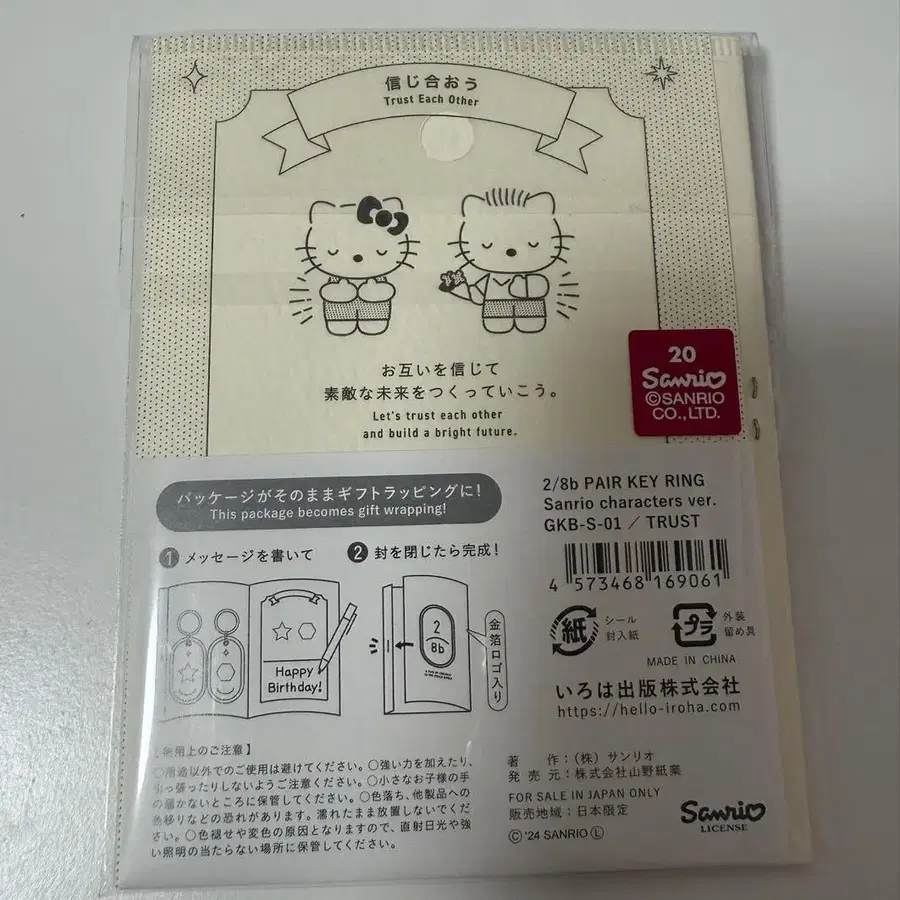 信じ合おう
Trust Each Other
お互いを信じて
素敵な未来をつくっていこう。
Let's trust each other
and build a bright future.
20
Sanrio
©SANRIO
CO.,LTD.
パッケージがそのままギフトラッピングに!
This package becomes gift wrapping!
1 メッセージを書いて
2 封を閉じたら完成!
Happy
Birthday!
2
8b
金箔ロゴ入り
2/8b PAIR KEY RING
Sanrio characters ver.
GKB-S-01 / TRUST
4 573468 169061
紙
シール
封入紙
プラ
外装
留め具
MADE IN CHINA
いろは出版株式会社
https://hello-iroha.com
【使用上のご注意】
○用途以外でのご使用は避けてください。○強い力を加えたり、
引っ張ったりしないようご注意ください。○小さなお子様の手
の届かないところに保管してください。○色落ち、他製品への
色移りなどの恐れがあります。濡れたまま放置しないでくだ
さい。○色褪せや変色の原因となりますので、直射日光や強
い照明の当たらない場所に保管してください。
著 作:(株) サンリオ
発 売 元:株式会社山野紙業
FOR SALE IN JAPAN ONLY
販売地域:日本限定
©'24 SANRIO Ⓛ
Sanrio
LICENSE